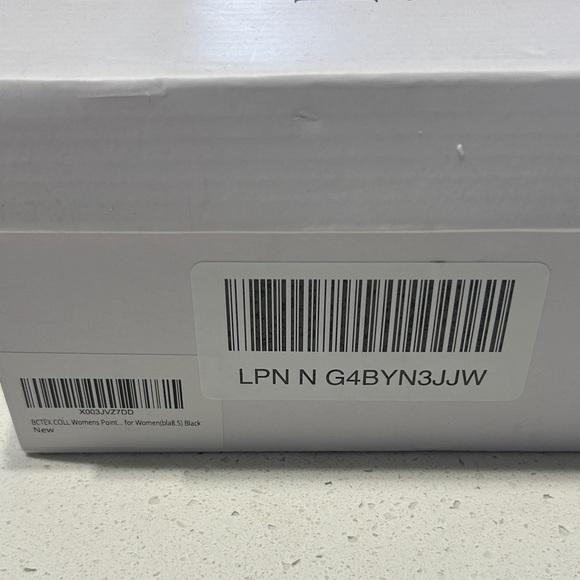 LPN N G4BYN3JJW
X003JVZ7DD
BCTEX COLL Womens Point... for Women(bla8.5) Black
New